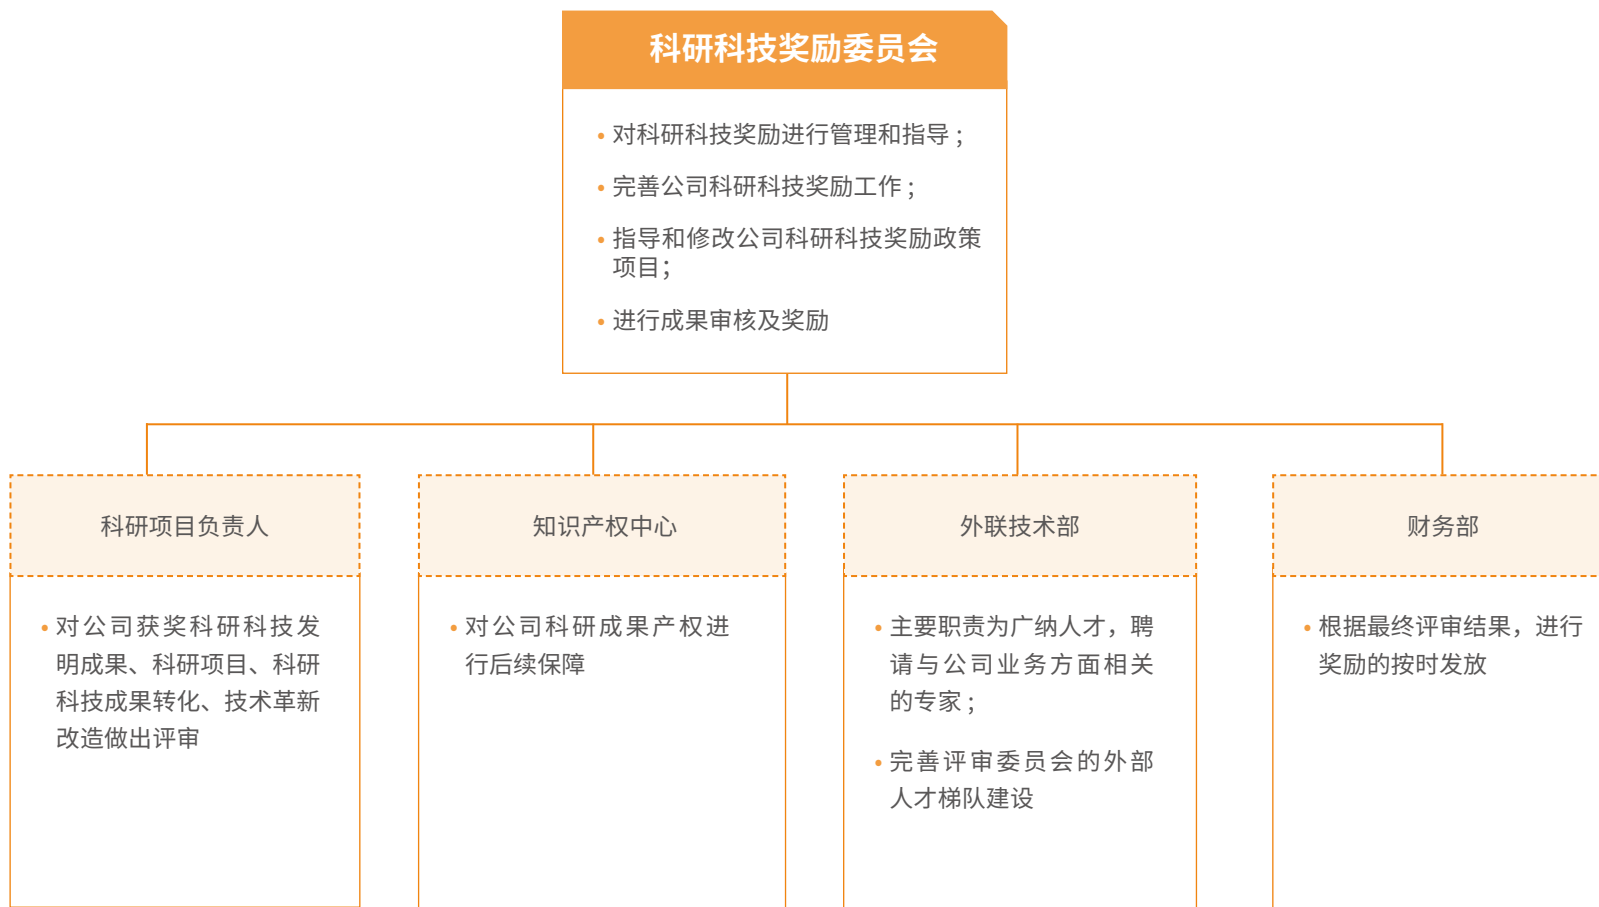 科研科技奖励委员会
• 对科研科技奖励进行管理和指导；
• 完善公司科研科技奖励工作；
• 指导和修改公司科研科技奖励政策
项目；
• 进行成果审核及奖励
科研项目负责人
• 对公司获奖科研科技发
明成果、科研项目、科研
科技成果转化、技术革新
改造做出评审
知识产权中心
• 对公司科研成果产权进
行后续保障
外联技术部
• 主要职责为广纳人才，聘
请与公司业务方面相关
的专家；
• 完善评审委员会的外部
人才梯队建设
财务部
• 根据最终评审结果，进行
奖励的按时发放